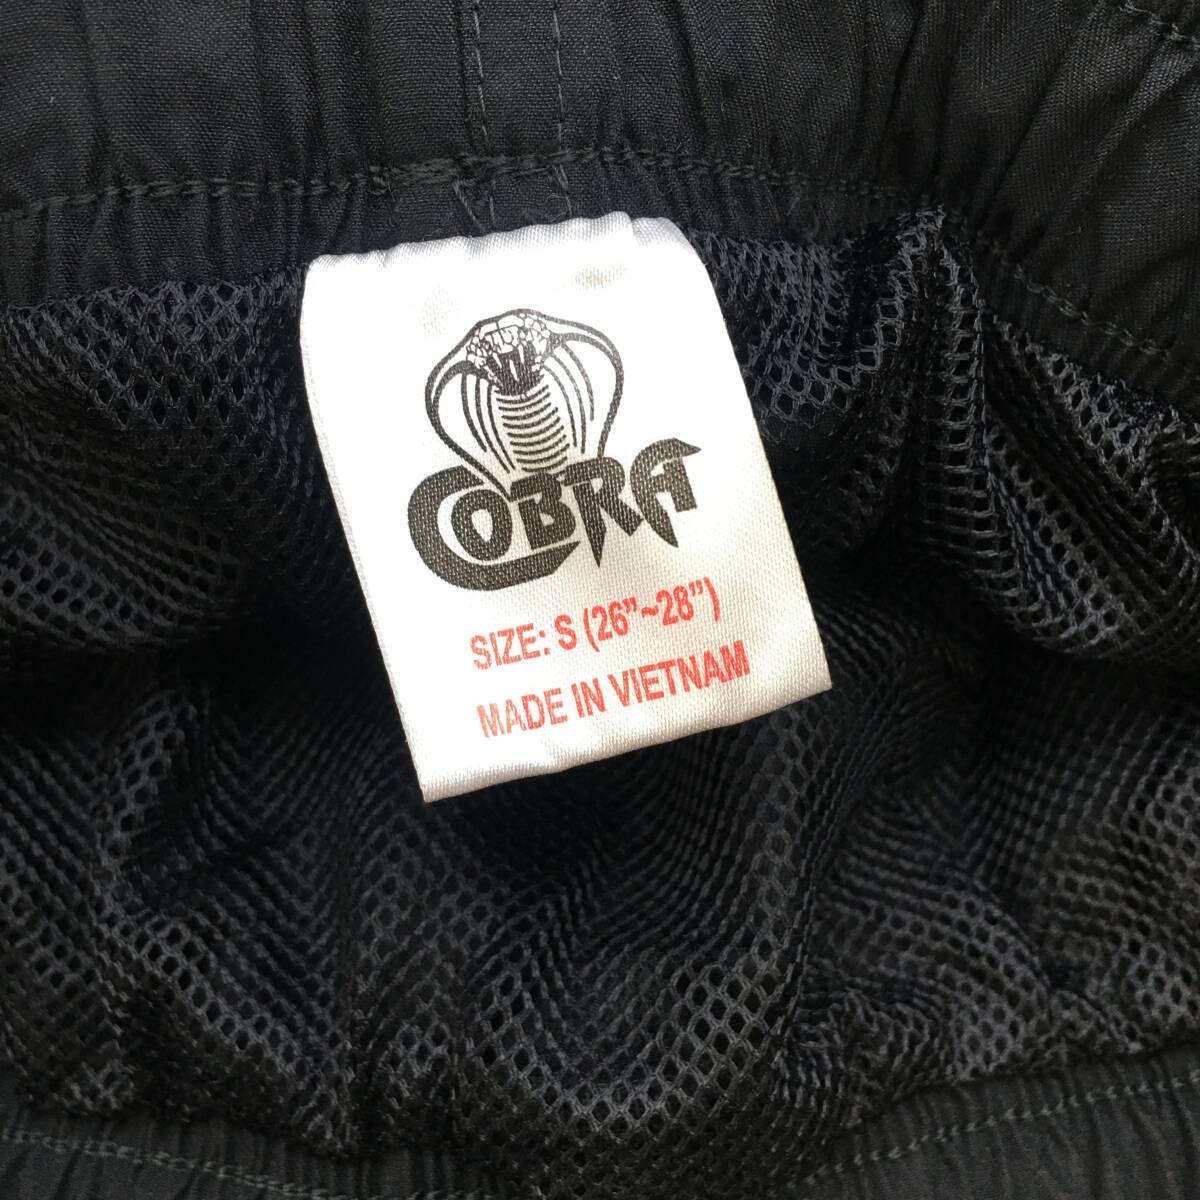 COBRA
SIZE: S (26”~28”)
MADE IN VIETNAM